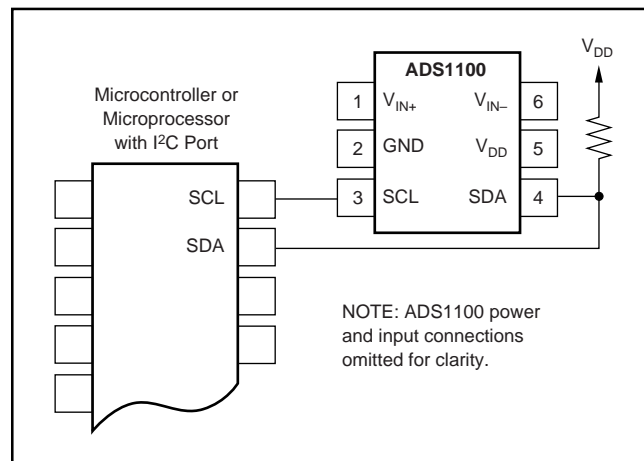 V_DD
ADS1100
Microcontroller or
Microprocessor
with I²C Port
1 V_IN+ V_IN– 6
2 GND V_DD 5
3 SCL SDA 4
SCL
SDA
NOTE: ADS1100 power
and input connections
omitted for clarity.